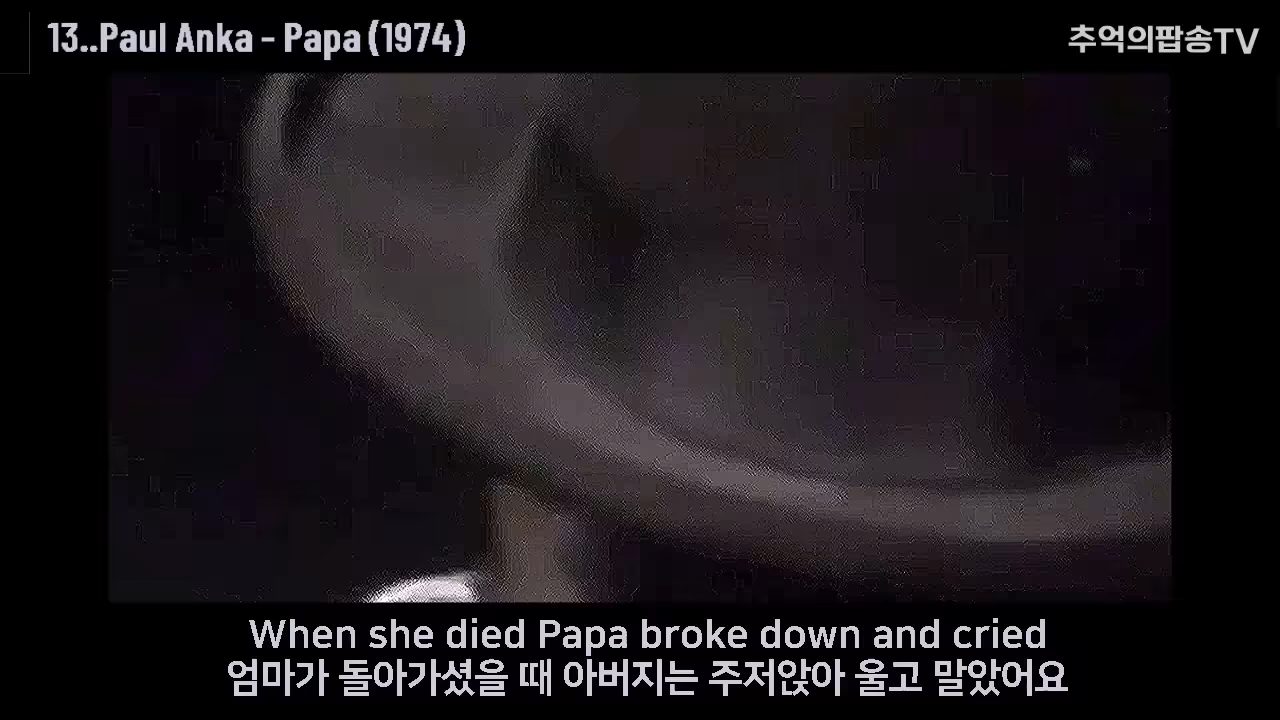 13..Paul Anka - Papa (1974)
추억의팝송TV
When she died Papa broke down and cried
엄마가 돌아가셨을 때 아버지는 주저앉아 울고 말았어요